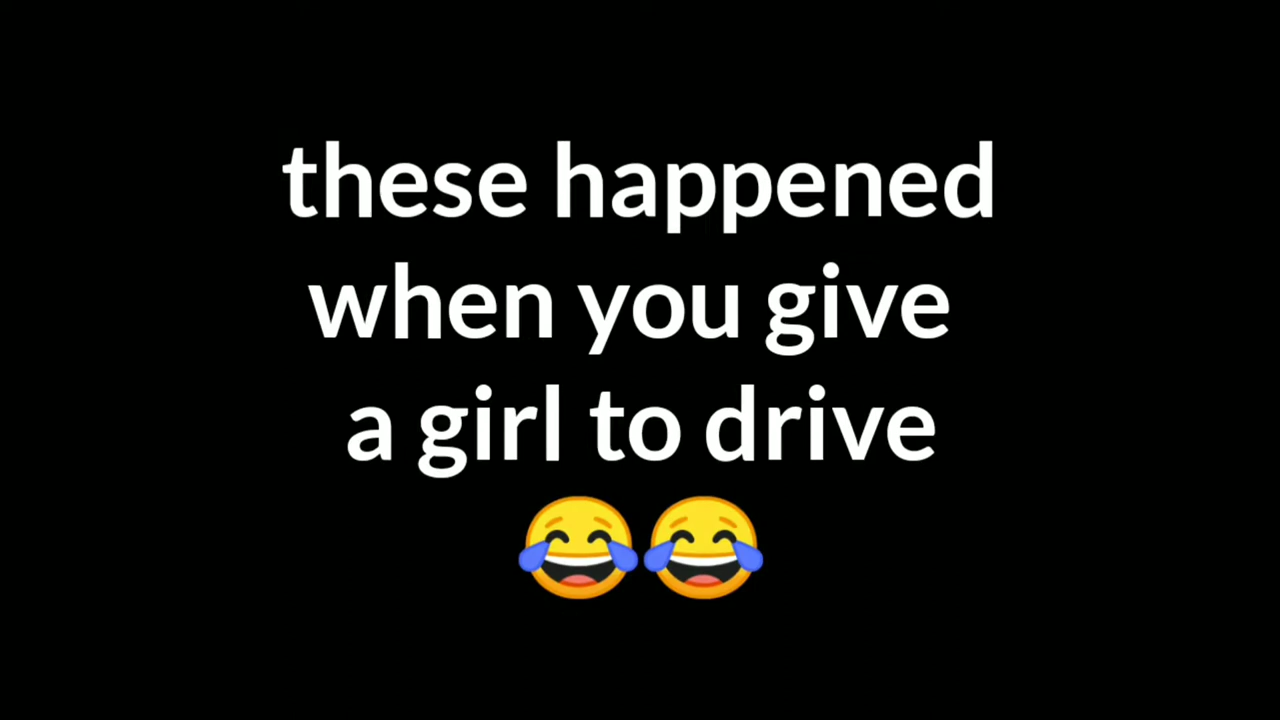 these happened
when you give
a girl to drive
😂😂